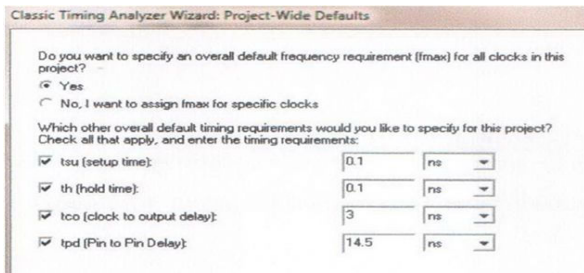 Classic Timing Analyzer Wizard: Project-Wide Defaults
Do you want to specify an overall default frequency requirement (fmax) for all clocks in this
project?
Yes
No, I want to assign fmax for specific clocks
Which other overall default timing requirements would you like to specify for this project?
Check all that apply, and enter the timing requirements:
tsu (setup time): 0.1 ns
th (hold time): 0.1 ns
tco (clock to output delay): 3 ns
tpd (Pin to Pin Delay): 14.5 ns